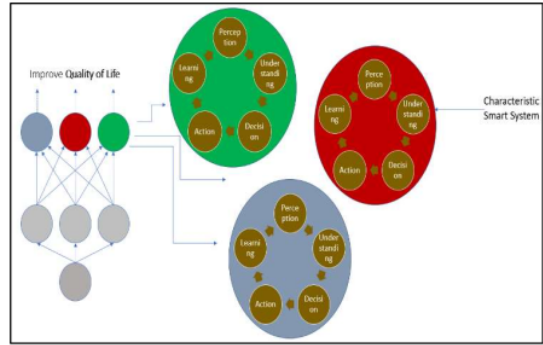 Improve Quality of Life
Percep
tion
Under
standi
ng
Decisi
on
Action
Learni
ng
Perce
ption
Under
standi
ng
Decisi
on
Action
Learni
ng
Characteristic
Smart System
Perce
ption
Under
standi
ng
Decisi
on
Action
Learni
ng